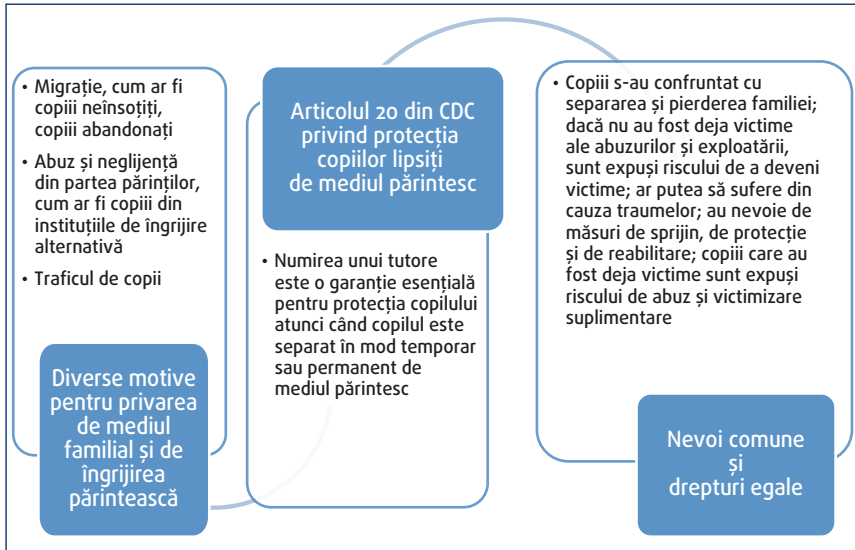 • Migrație, cum ar fi
copiii neînsoțiți,
copiii abandonați
• Abuz și neglijență
din partea părinților,
cum ar fi copiii din
instituțiile de îngrijire
alternativă
• Traficul de copii
Diverse motive
pentru privarea
de mediul
familial și de
îngrijirea
părintească
Articolul 20 din CDC
privind protecția
copiilor lipsiți
de mediul părintesc
• Numirea unui tutore
este o garanție esențială
pentru protecția copilului
atunci când copilul este
separat în mod temporar
sau permanent de
mediul părintesc
• Copiii s-au confruntat cu
separarea și pierderea familiei;
dacă nu au fost deja victime
ale abuzurilor și exploatării,
sunt expuși riscului de a deveni
victime; ar putea să sufere din
cauza traumelor; au nevoie de
măsuri de sprijin, de protecție
și de reabilitare; copiii care au
fost deja victime sunt expuși
riscului de abuz și victimizare
suplimentare
Nevoi comune
și
drepturi egale